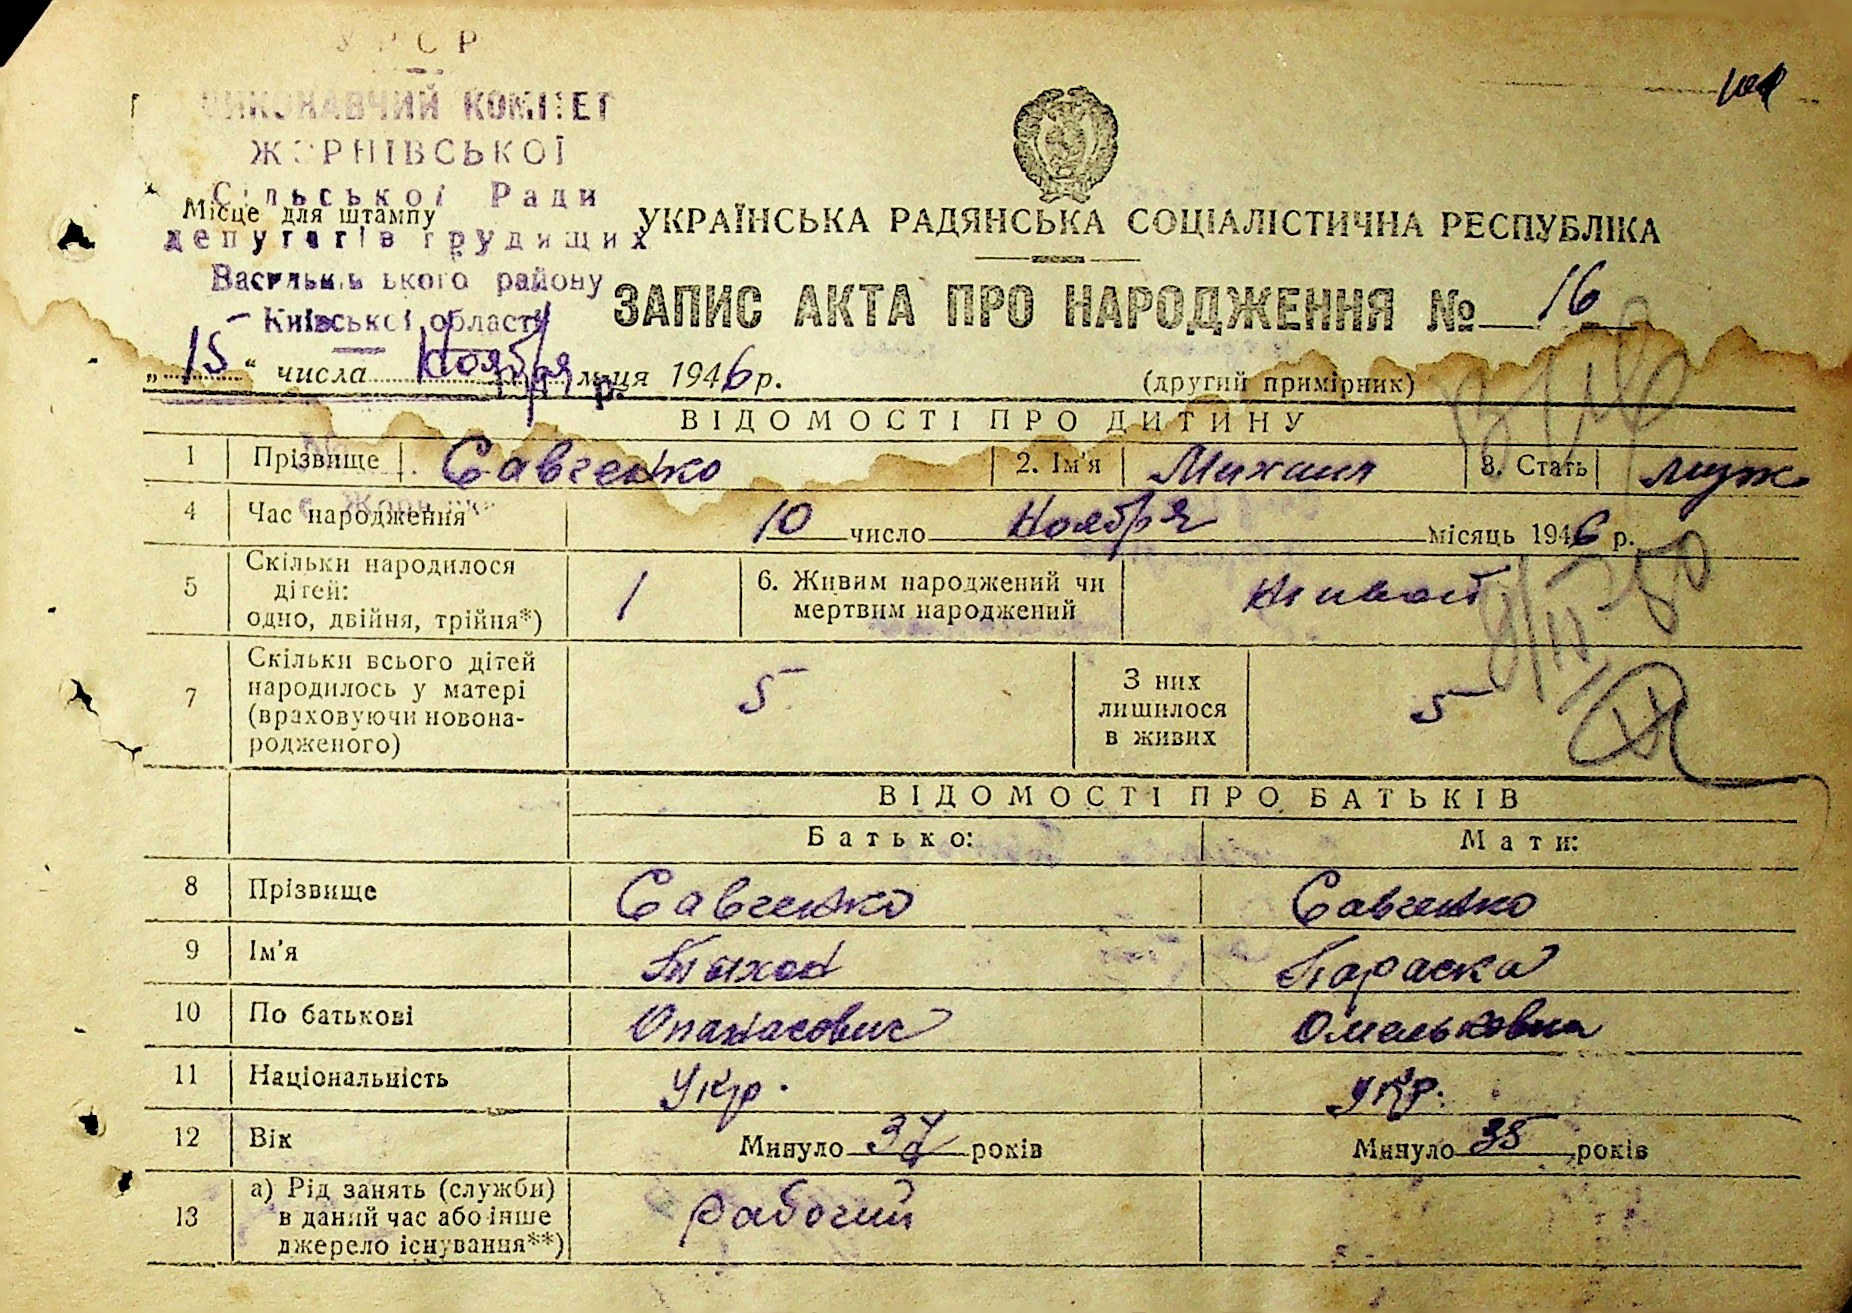 УРСР
ВИКОНАВЧИЙ КОМІТЕТ
ЖОРНІВСЬКОЇ
Сільської Ради
Місце для штампу
депутатів трудящих
Васильківського району
Київської області
УКРАЇНСЬКА РАДЯНСЬКА СОЦІАЛІСТИЧНА РЕСПУБЛІКА
ЗАПИС АКТА ПРО НАРОДЖЕННЯ № 16
„15“ числа Ноября м-ця 1946 р.
(другий примірник)
ВІДОМОСТІ ПРО ДИТИНУ
1 Прізвище Савченко 2. Ім'я Михаил 3. Стать муж
4 Час народження 10 число Ноября місяць 1946 р.
5 Скільки народилося дітей: одно, двійня, трійня*) 1 6. Живим народжений чи мертвим народжений живой
7 Скільки всього дітей народилось у матері (враховуючи новонародженого) 5 З них лишилося в живих 5
ВІДОМОСТІ ПРО БАТЬКІВ
Батько: Мати:
8 Прізвище Савченко Савченко
9 Ім'я Тихон Параска
10 По батькові Опанасович Омельковна
11 Національність Укр. Укр.
12 Вік Минуло 37 років Минуло 35 років
13 а) Рід занять (служби) в даний час або інше джерело існування**) Рабочий